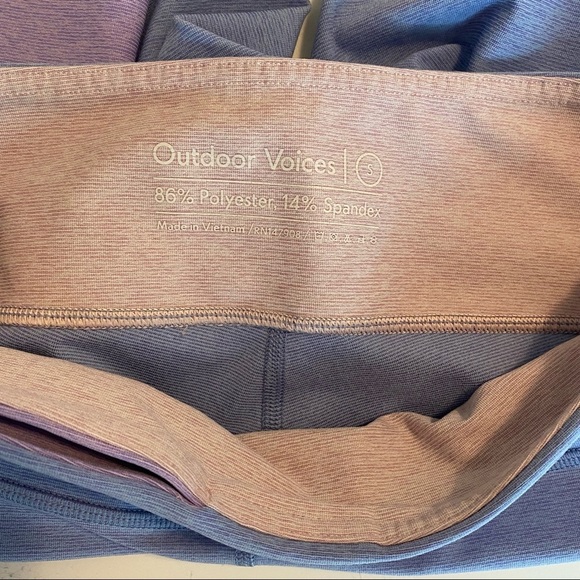 Outdoor Voices | S
86% Polyester, 14% Spandex
Made in Vietnam